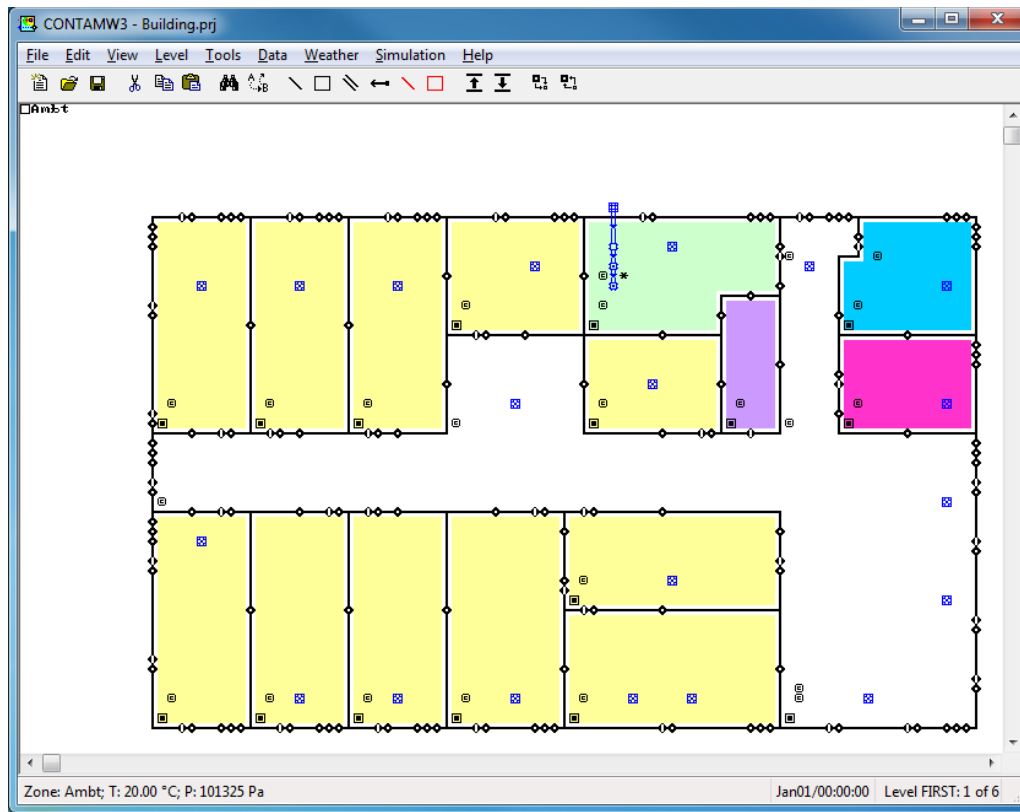 CONTAMW3 - Building.prj
File Edit View Level Tools Data Weather Simulation Help
Ambt
Zone: Ambt; T: 20.00 °C; P: 101325 Pa Jan01/00:00:00 Level FIRST: 1 of 6